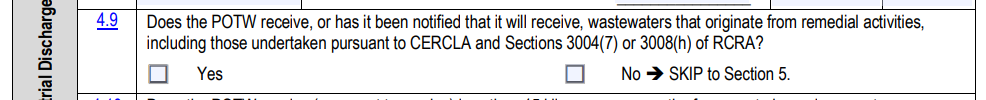 trial Discharge
4.9 Does the POTW receive, or has it been notified that it will receive, wastewaters that originate from remedial activities,
including those undertaken pursuant to CERCLA and Sections 3004(7) or 3008(h) of RCRA?
Yes No ➔ SKIP to Section 5.